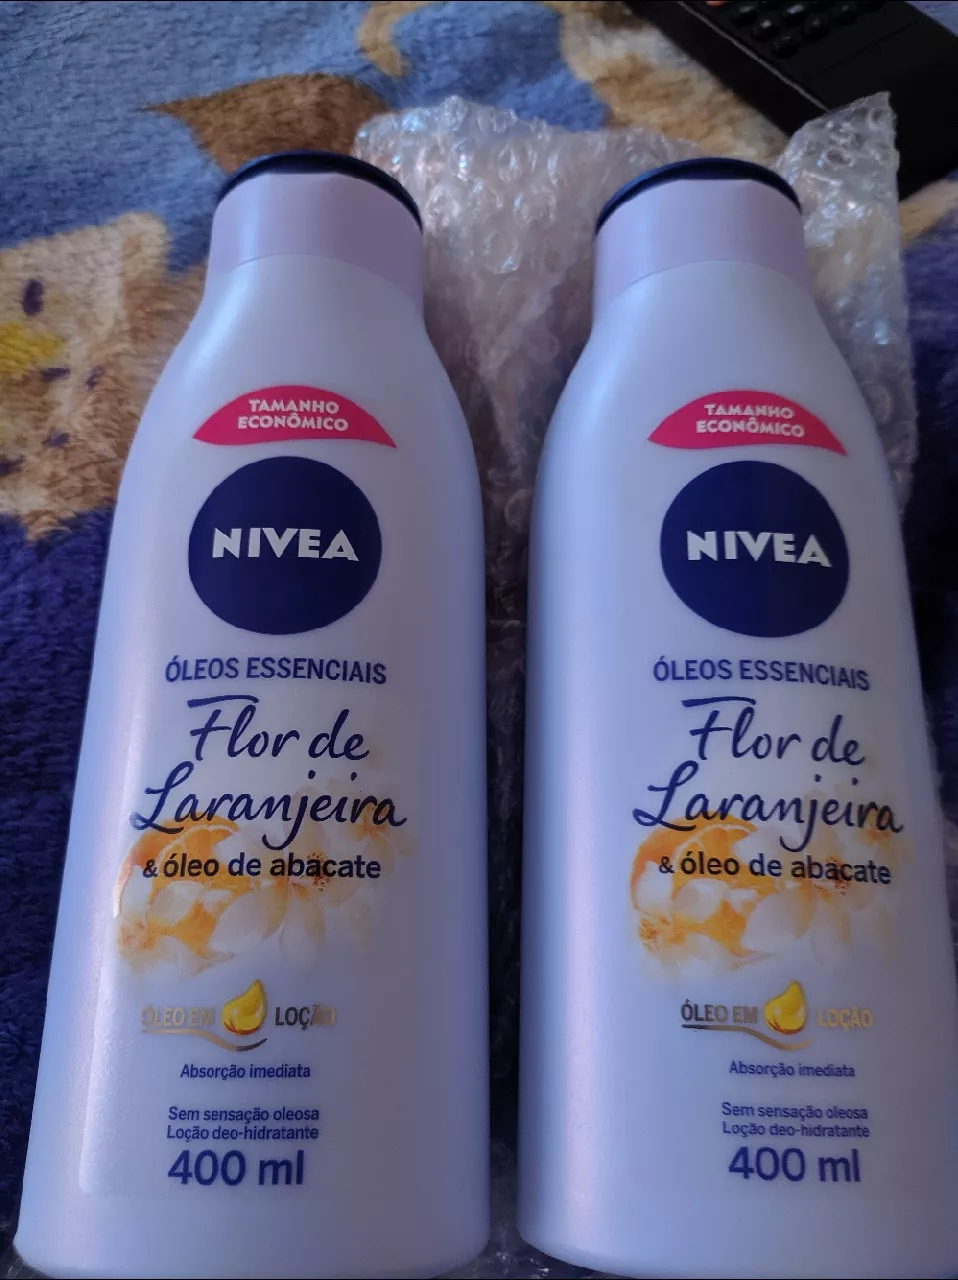 TAMANHO
ECONÔMICO
NIVEA
ÓLEOS ESSENCIAIS
Flor de
Laranjeira
& óleo de abacate
ÓLEO EM LOÇÃO
Absorção imediata
Sem sensação oleosa
Loção deo-hidratante
400 ml
TAMANHO
ECONÔMICO
NIVEA
ÓLEOS ESSENCIAIS
Flor de
Laranjeira
& óleo de abacate
ÓLEO EM LOÇÃO
Absorção imediata
Sem sensação oleosa
Loção deo-hidratante
400 ml